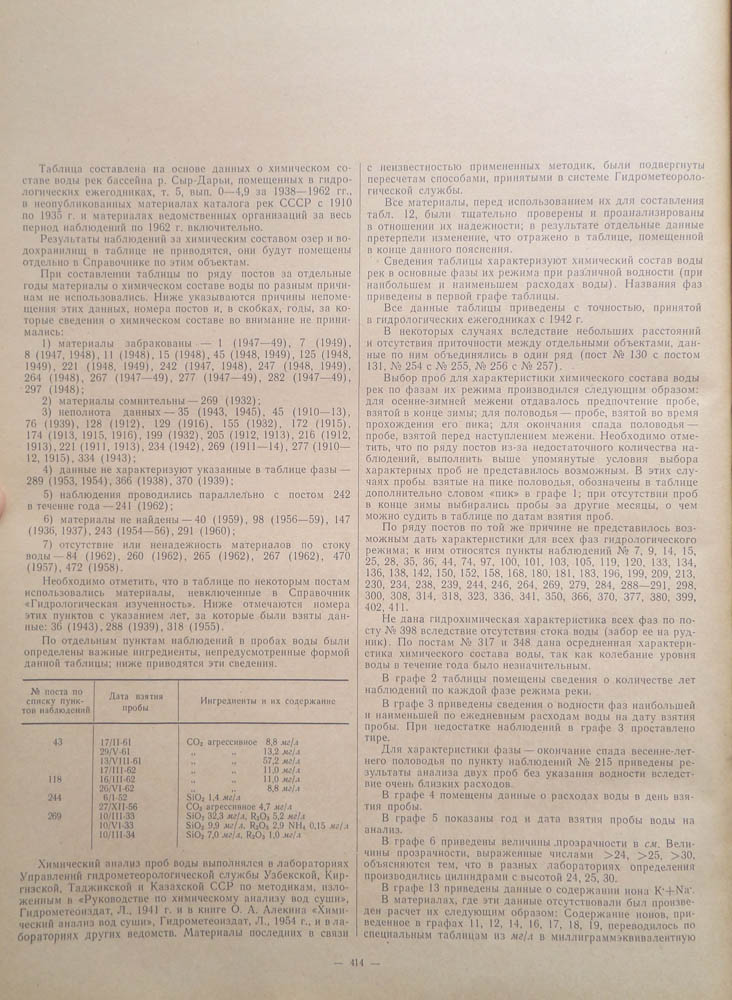 Таблица составлена на основе данных о химическом со-
ставе воды рек бассейна р. Сыр-Дарьи, помещенных в гидро-
логических ежегодниках, т. 5, вып. 0—4,9 за 1938—1962 гг.,
в неопубликованных материалах каталога рек СССР с 1910
по 1935 г. и материалах ведомственных организаций за весь
период наблюдений по 1962 г. включительно.
Результаты наблюдений за химическим составом озер и во-
дохранилищ в таблице не приводятся, они будут помещены
отдельно в Справочнике по этим объектам.
При составлении таблицы по ряду постов за отдельные
годы материалы о химическом составе воды по разным причи-
нам не использовались. Ниже указываются причины непоме-
щения этих данных, номера постов и, в скобках, годы, за ко-
торые сведения о химическом составе во внимание не прини-
мались:
1) материалы забракованы — 1 (1947—49), 7 (1949),
8 (1947, 1948), 11 (1948), 15 (1948), 45 (1948, 1949), 125 (1948,
1949), 221 (1948, 1949), 242 (1947, 1948), 247 (1948, 1949),
264 (1948), 267 (1947—49), 277 (1947—49), 282 (1947—49),
297 (1948);
2) материалы сомнительны — 269 (1932);
3) неполнота данных — 35 (1943, 1945), 45 (1910—13),
76 (1939), 128 (1912), 129 (1916), 155 (1932), 172 (1915),
174 (1913, 1915, 1916), 199 (1932), 205 (1912, 1913), 216 (1912,
1913), 221 (1911, 1913), 234 (1942), 269 (1911—14), 277 (1910—
12, 1915), 334 (1943);
4) данные не характеризуют указанные в таблице фазы —
289 (1953, 1954), 366 (1938), 370 (1939);
5) наблюдения проводились параллельно с постом 242
в течение года — 241 (1962);
6) материалы не найдены — 40 (1959), 98 (1956—59), 147
(1936, 1937), 243 (1954—56), 291 (1960);
7) отсутствие или ненадежность материалов по стоку
воды — 84 (1962), 260 (1962), 265 (1962), 267 (1962), 470
(1957), 472 (1958).
Необходимо отметить, что в таблице по некоторым постам
использовались материалы, невключенные в Справочник
«Гидрологическая изученность». Ниже отмечаются номера
этих пунктов с указанием лет, за которые были взяты дан-
ные: 36 (1943), 288 (1939), 318 (1955).
По отдельным пунктам наблюдений в пробах воды были
определены важные ингредиенты, непредусмотренные формой
данной таблицы; ниже приводятся эти сведения.
№ поста по
списку пунк-
тов наблюдений
Дата взятия
пробы
Ингредиенты и их содержание
43 17/II-61 CO₂ агрессивное 8,8 мг/л
29/V-61 „ „ 13,2 мг/л
13/VIII-61 „ „ 57,2 мг/л
17/III-62 „ „ 11,0 мг/л
118 16/III-62 „ „ 11,0 мг/л
26/VI-62 „ „ 8,8 мг/л
244 6/I-52 SiO₂ 1,4 мг/л
27/XII-56 CO₂ агрессивное 4,7 мг/л
269 10/III-33 SiO₂ 32,3 мг/л, R₂O₃ 5,2 мг/л
10/VI-33 SiO₂ 9,9 мг/л, R₂O₃ 2,9 NH₄ 0,15 мг/л
10/III-34 SiO₂ 7,0 мг/л, R₂O₃ 1,0 мг/л
Химический анализ проб воды выполнялся в лабораториях
Управлений гидрометеорологической службы Узбекской, Кир-
гизской, Таджикской и Казахской ССР по методикам, изло-
женным в «Руководстве по химическому анализу вод суши»,
Гидрометеоиздат, Л., 1941 г. и в книге О. А. Алекина «Хими-
ческий анализ вод суши», Гидрометеоиздат, Л., 1954 г., и в ла-
бораториях других ведомств. Материалы последних в связи
с неизвестностью примененных методик, были подвергнуты
пересчетам способами, принятыми в системе Гидрометеороло-
гической службы.
Все материалы, перед использованием их для составления
табл. 12, были тщательно проверены и проанализированы
в отношении их надежности; в результате отдельные данные
претерпели изменение, что отражено в таблице, помещенной
в конце данного пояснения.
Сведения таблицы характеризуют химический состав воды
рек в основные фазы их режима при различной водности (при
наибольшем и наименьшем расходах воды). Названия фаз
приведены в первой графе таблицы.
Все данные таблицы приведены с точностью, принятой
в гидрологических ежегодниках с 1942 г.
В некоторых случаях вследствие небольших расстояний
и отсутствия приточности между отдельными объектами, дан-
ные по ним объединялись в один ряд (пост № 130 с постом
131, № 254 с № 255, № 256 с № 257).
Выбор проб для характеристики химического состава воды
рек по фазам их режима производился следующим образом:
для осенне-зимней межени отдавалось предпочтение пробе,
взятой в конце зимы; для половодья — пробе, взятой во время
прохождения его пика; для окончания спада половодья —
пробе, взятой перед наступлением межени. Необходимо отме-
тить, что по ряду постов из-за недостаточного количества на-
блюдений, выполнить выше упомянутые условия выбора
характерных проб не представилось возможным. В этих слу-
чаях пробы взятые на пике половодья, обозначены в таблице
дополнительно словом «пик» в графе 1; при отсутствии проб
в конце зимы выбирались пробы за другие месяцы, о чем
можно судить в таблице по датам взятия проб.
По ряду постов по той же причине не представилось воз-
можным дать характеристики для всех фаз гидрологического
режима; к ним относятся пункты наблюдений № 7, 9, 14, 15,
25, 28, 35, 36, 44, 74, 97, 100, 101, 103, 105, 119, 120, 133, 134,
136, 138, 142, 150, 152, 158, 168, 180, 181, 183, 196, 199, 209, 213,
230, 234, 238, 239, 244, 246, 264, 269, 279, 284, 288—291, 298,
300, 308, 314, 318, 323, 336, 341, 350, 366, 370, 377, 380, 399,
402, 411.
Не дана гидрохимическая характеристика всех фаз по по-
сту № 398 вследствие отсутствия стока воды (забор ее на руд-
ник). По постам № 317 и 348 дана осредненная характери-
стика химического состава воды, так как колебание уровня
воды в течение года было незначительным.
В графе 2 таблицы помещены сведения о количестве лет
наблюдений по каждой фазе режима реки.
В графе 3 приведены сведения о водности фаз наибольшей
и наименьшей по ежедневным расходам воды на дату взятия
пробы. При недостатке наблюдений в графе 3 проставлено
тире.
Для характеристики фазы — окончание спада весенне-лет-
него половодья по пункту наблюдений № 215 приведены ре-
зультаты анализа двух проб без указания водности вследст-
вие очень близких расходов.
В графе 4 помещены данные о расходы воды в день взя-
тия пробы.
В графе 5 показаны год и дата взятия пробы воды на
анализ.
В графе 6 приведены величины прозрачности в см. Вели-
чины прозрачности, выраженные числами >24, >25, >30,
объясняются тем, что в разных лабораториях определения
производились цилиндрами с высотой 24, 25, 30.
В графе 13 приведены данные о содержании иона K˙+Na˙.
В материалах, где эти данные отсутствовали был произве-
ден расчет их следующим образом: Содержание ионов, при-
веденное в графах 11, 12, 14, 16, 17, 18, 19, переводилось по
специальным таблицам из мг/л в миллиграммэквивалентную
— 414 —